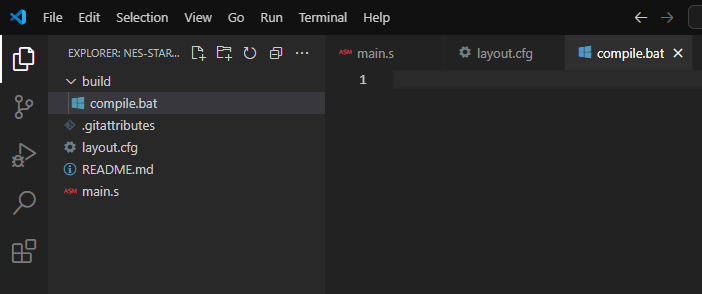 File Edit Selection View Go Run Terminal Help
EXPLORER: NES-STAR... ...
ASM main.s layout.cfg compile.bat
build
1
compile.bat
.gitattributes
layout.cfg
README.md
ASM main.s